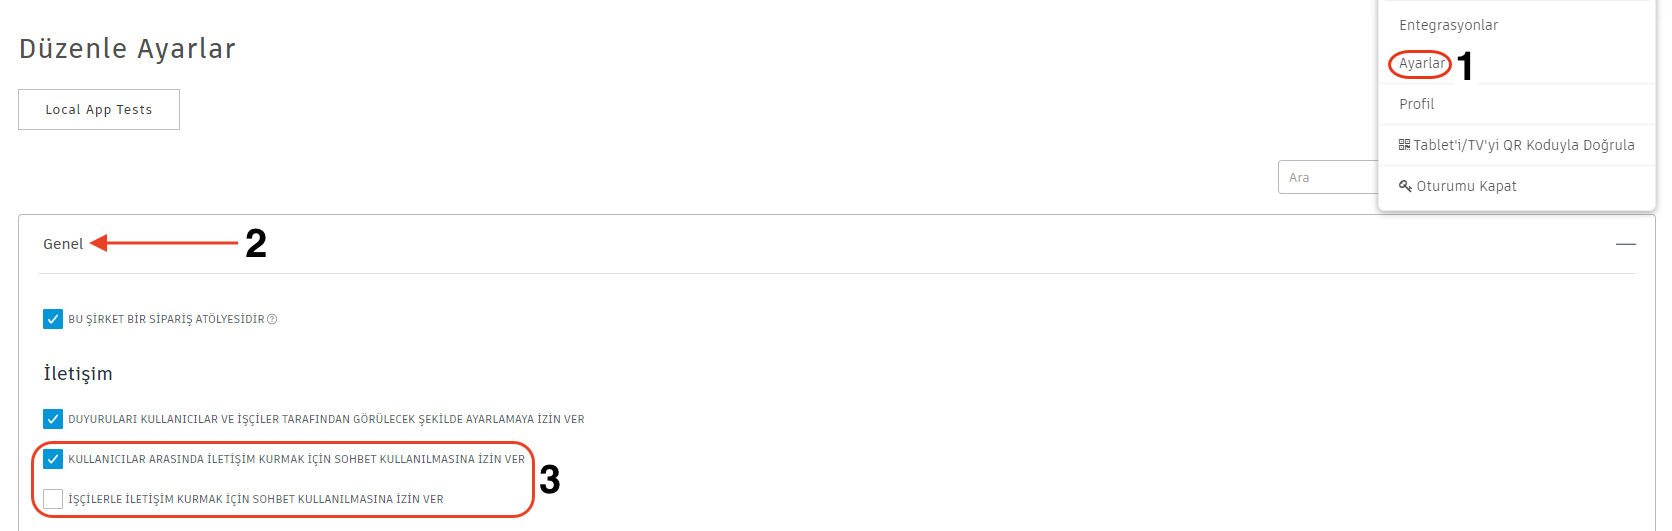 Entegrasyonlar
Düzenle Ayarlar
Ayarlar 1
Profil
Local App Tests
Tablet'i/TV'yi QR Koduyla Doğrula
Ara
Oturumu Kapat
Genel 2
BU ŞİRKET BİR SİPARİŞ ATÖLYESİDİR
İletişim
DUYURULARI KULLANICILAR VE İŞÇİLER TARAFINDAN GÖRÜLECEK ŞEKİLDE AYARLAMAYA İZİN VER
KULLANICILAR ARASINDA İLETİŞİM KURMAK İÇİN SOHBET KULLANILMASINA İZİN VER
3
İŞÇİLERLE İLETİŞİM KURMAK İÇİN SOHBET KULLANILMASINA İZİN VER